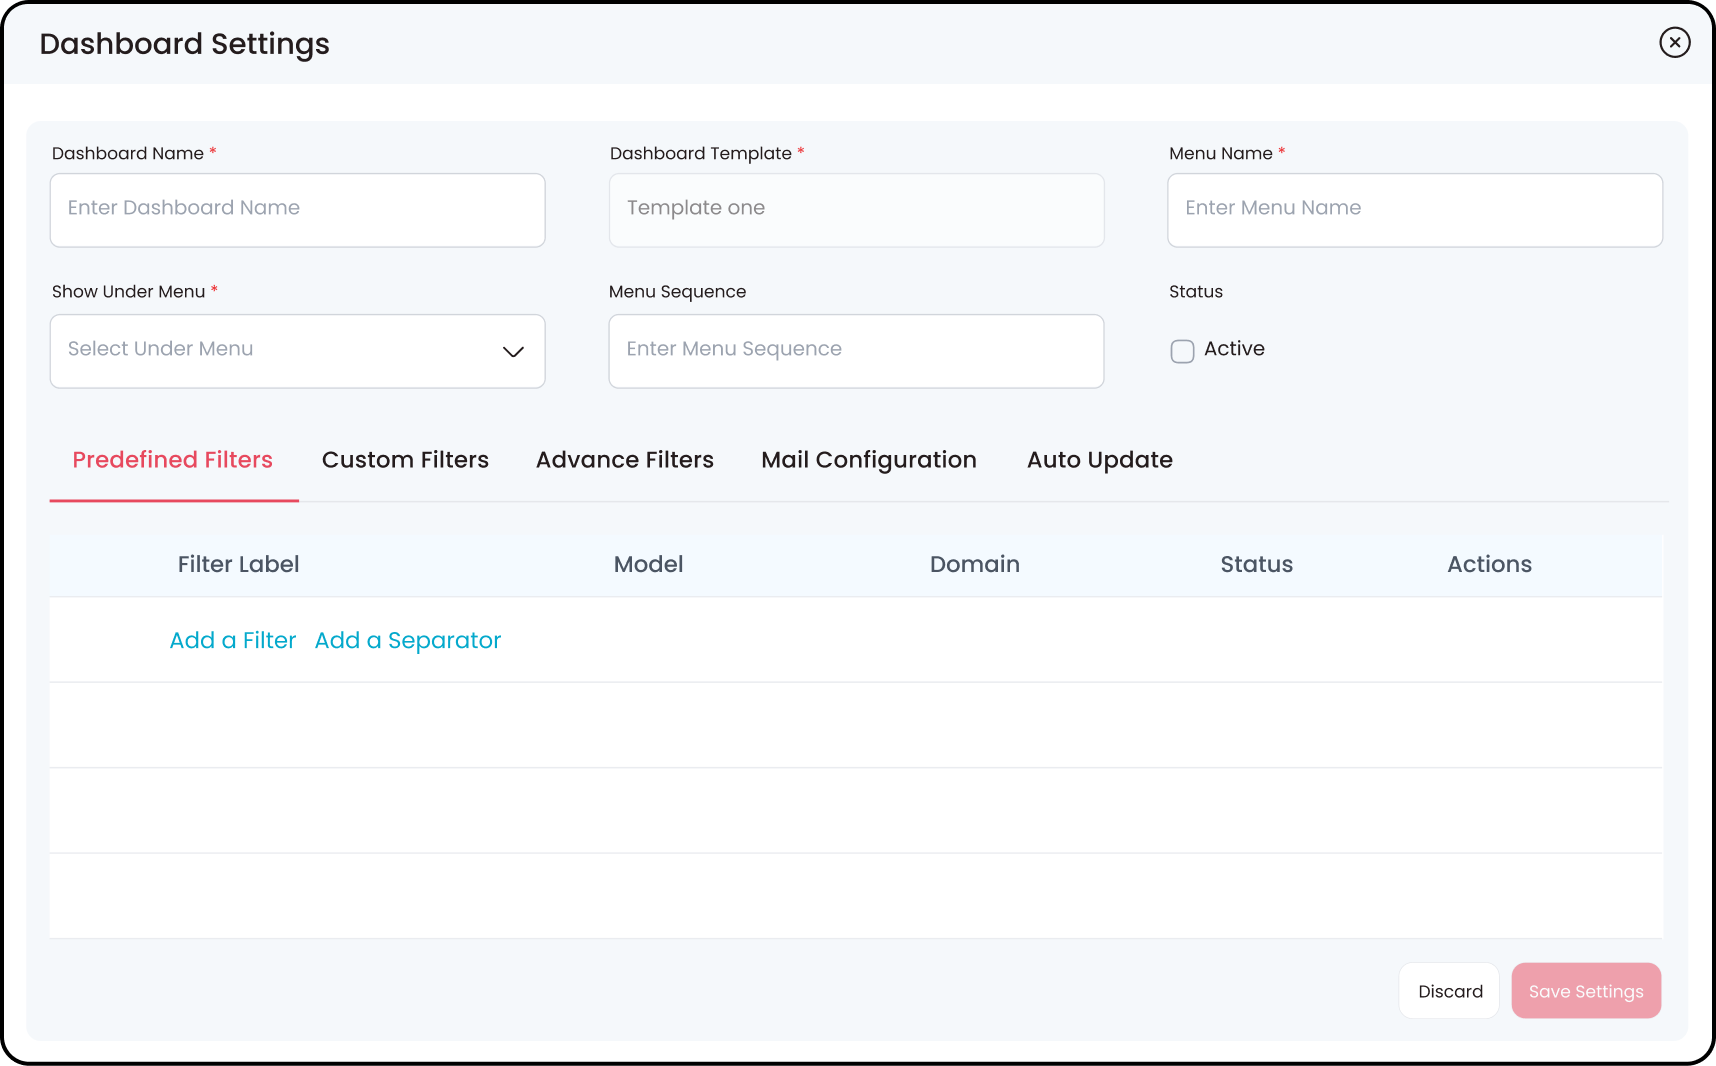 Dashboard Settings
Dashboard Name *
Dashboard Template *
Menu Name *
Enter Dashboard Name
Template one
Enter Menu Name
Show Under Menu *
Menu Sequence
Status
Select Under Menu
Enter Menu Sequence
Active
Predefined Filters
Custom Filters
Advance Filters
Mail Configuration
Auto Update
Filter Label
Model
Domain
Status
Actions
Add a Filter
Add a Separator
Discard
Save Settings